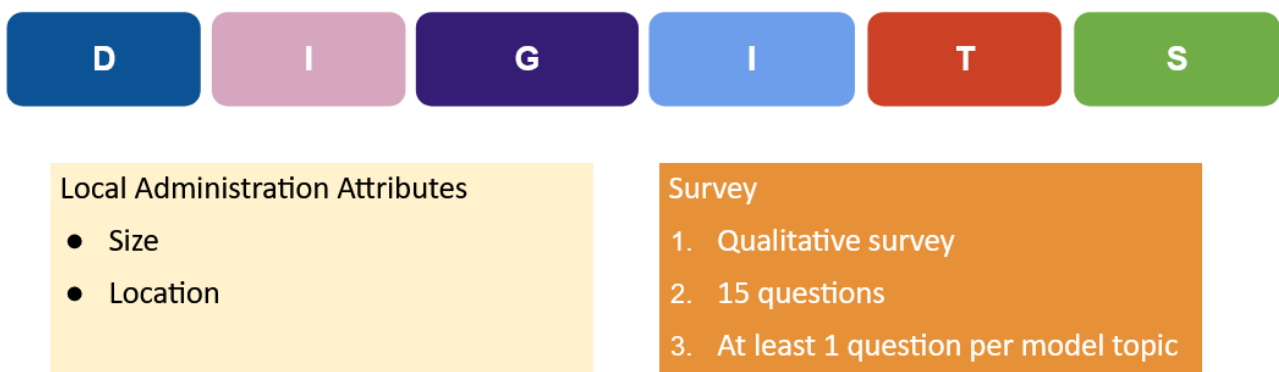 D I G I T S
Local Administration Attributes
● Size
● Location
Survey
1. Qualitative survey
2. 15 questions
3. At least 1 question per model topic